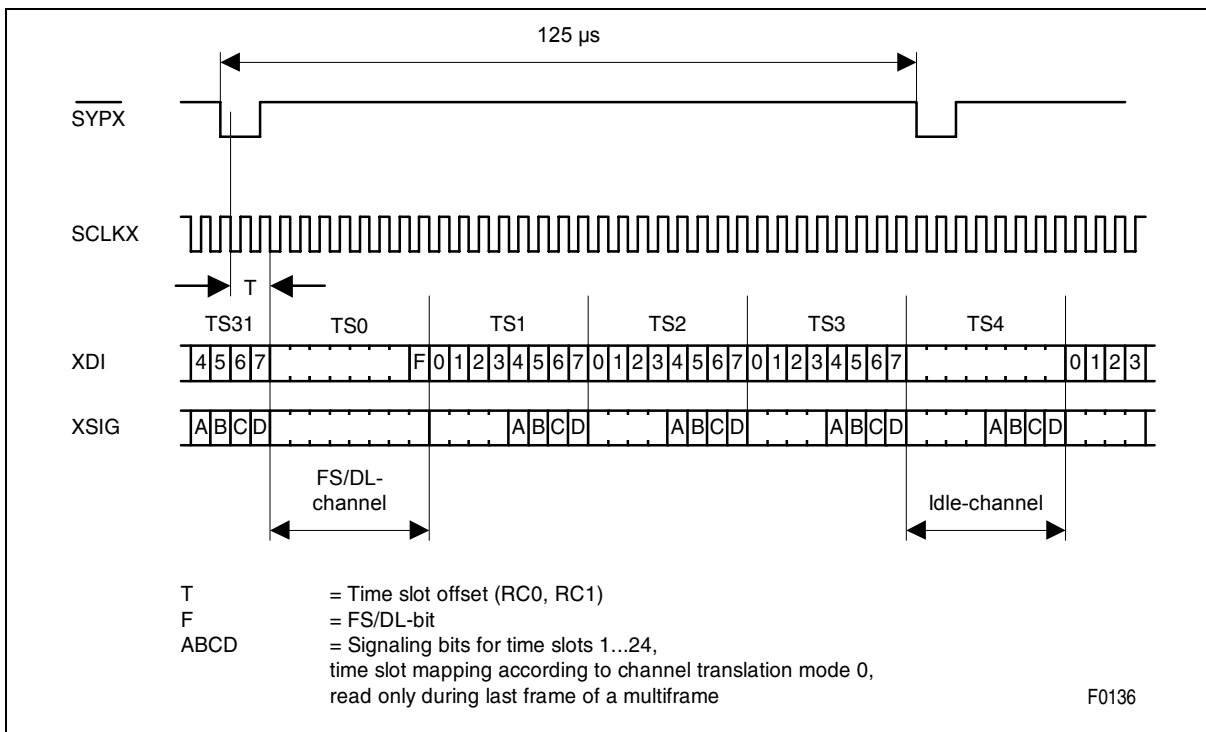 125 µs
SYPX
SCLKX
T
TS31 TS0 TS1 TS2 TS3 TS4
XDI 4 5 6 7 F 0 1 2 3 4 5 6 7 0 1 2 3 4 5 6 7 0 1 2 3 4 5 6 7 0 1 2 3
XSIG A B C D A B C D A B C D A B C D A B C D
FS/DL-
channel
Idle-channel
T = Time slot offset (RC0, RC1)
F = FS/DL-bit
ABCD = Signaling bits for time slots 1...24,
time slot mapping according to channel translation mode 0,
read only during last frame of a multiframe
F0136